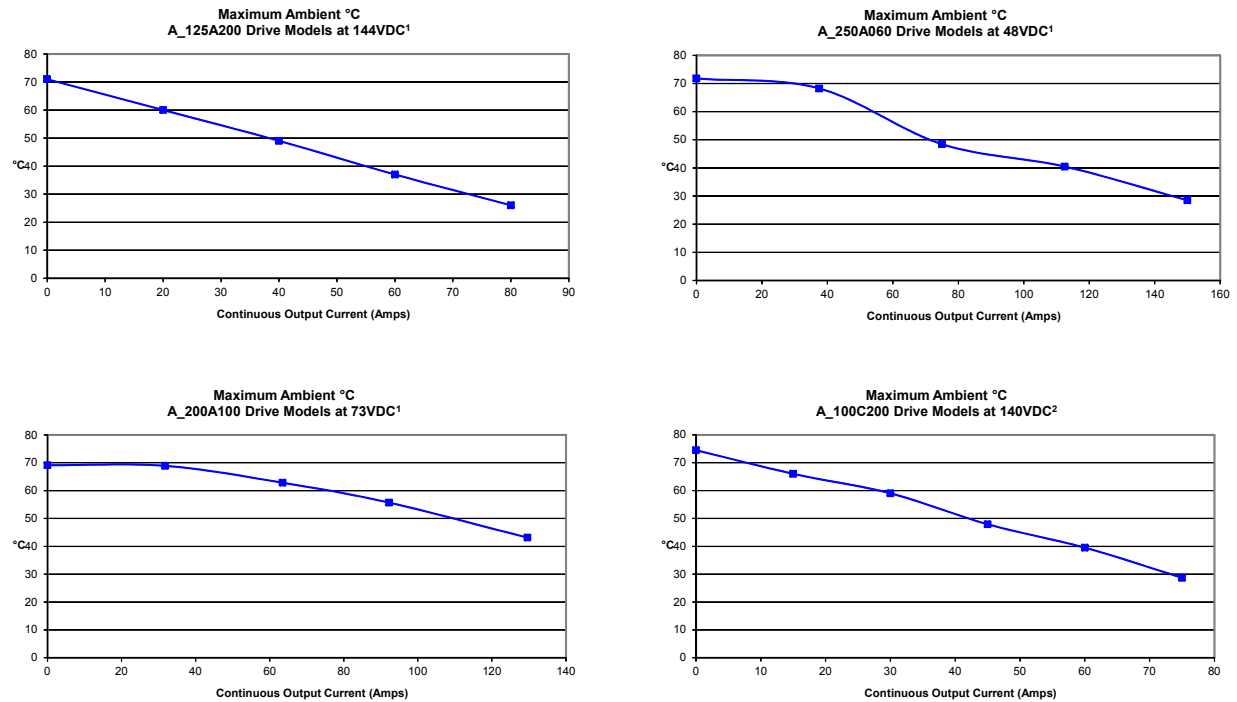 Maximum Ambient °C
A_125A200 Drive Models at 144VDC¹
80
70
60
50
°C
40
30
20
10
0
0 10 20 30 40 50 60 70 80 90
Continuous Output Current (Amps)
Maximum Ambient °C
A_250A060 Drive Models at 48VDC¹
80
70
60
50
°C
40
30
20
10
0
0 20 40 60 80 100 120 140 160
Continuous Output Current (Amps)
Maximum Ambient °C
A_200A100 Drive Models at 73VDC¹
80
70
60
50
°C
40
30
20
10
0
0 20 40 60 80 100 120 140
Continuous Output Current (Amps)
Maximum Ambient °C
A_100C200 Drive Models at 140VDC²
80
70
60
50
°C
40
30
20
10
0
0 10 20 30 40 50 60 70 80
Continuous Output Current (Amps)